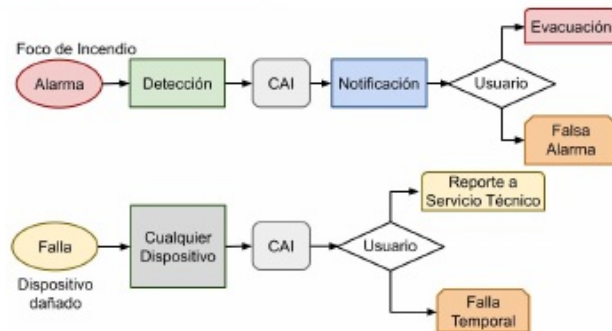 Foco de Incendio
Evacuación
Alarma
Detección
CAI
Notificación
Usuario
Falsa
Alarma
Reporte a
Servicio Técnico
Falla
Cualquier
Dispositivo
CAI
Usuario
Dispositivo
dañado
Falla
Temporal